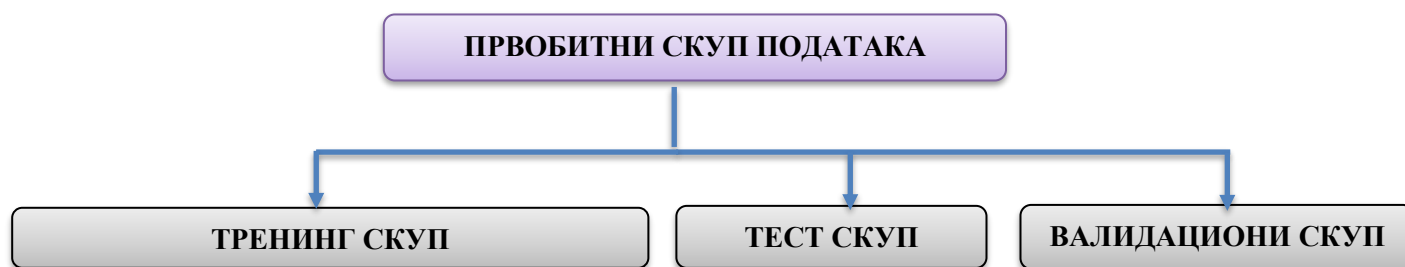 ПРВОБИТНИ СКУП ПОДАТАКА
ТРЕНИНГ СКУП
ТЕСТ СКУП
ВАЛИДАЦИОНИ СКУП